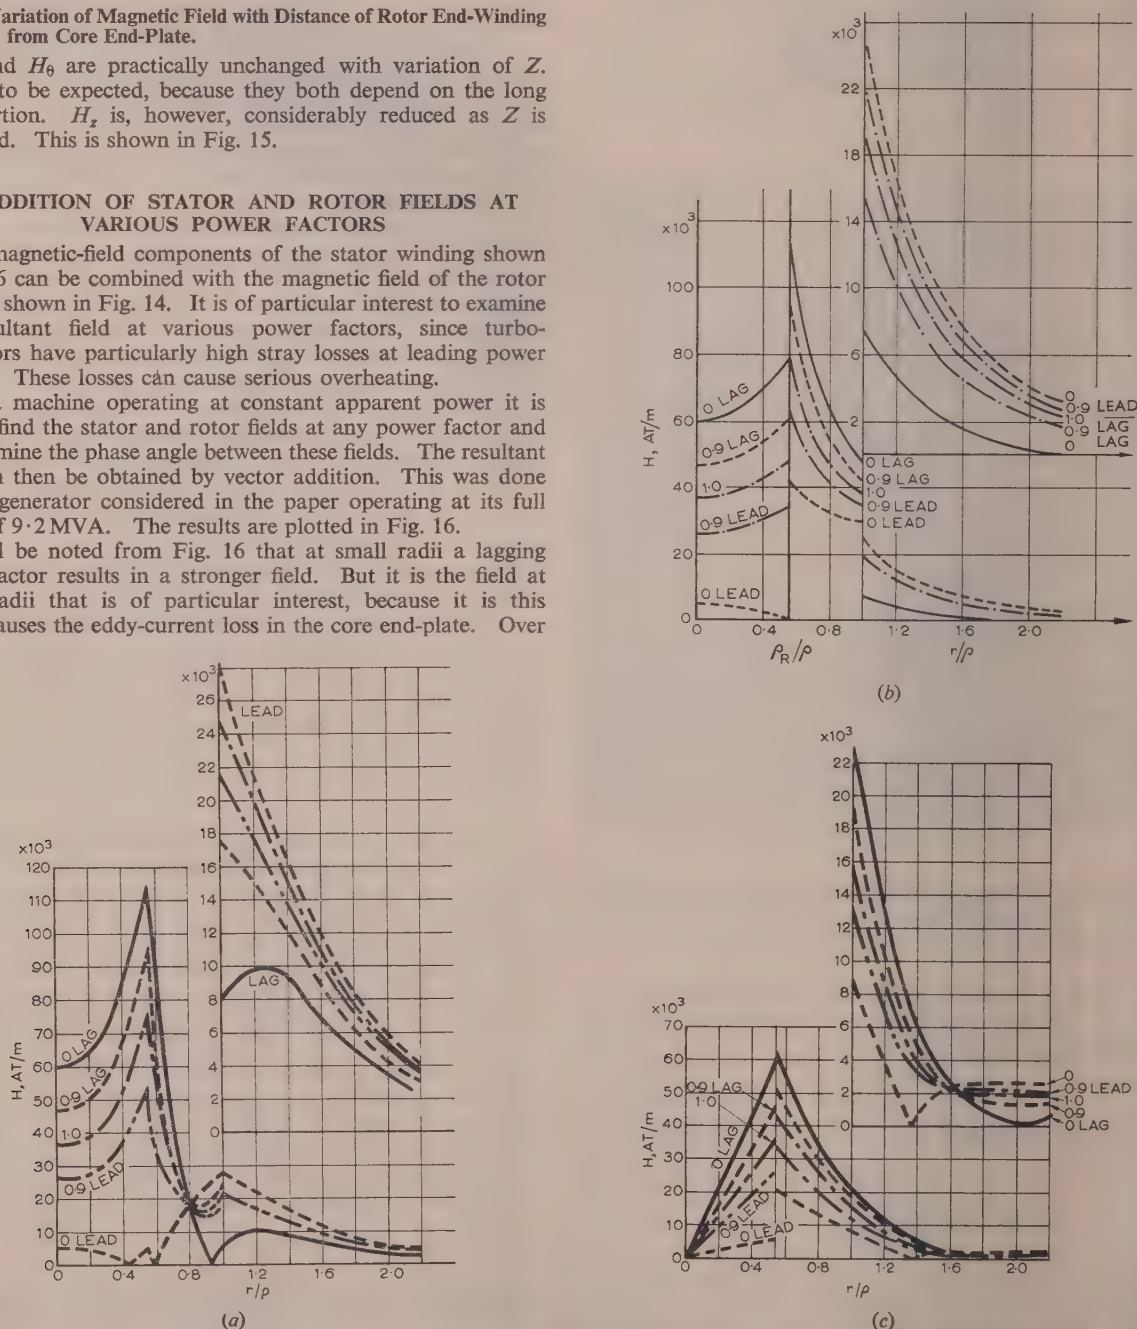 Variation of Magnetic Field with Distance of Rotor End-Winding
from Core End-Plate.
nd Hθ are practically unchanged with variation of Z.
to be expected, because they both depend on the long
rtion. Hz is, however, considerably reduced as Z is
d. This is shown in Fig. 15.
DDITION OF STATOR AND ROTOR FIELDS AT
VARIOUS POWER FACTORS
magnetic-field components of the stator winding shown
6 can be combined with the magnetic field of the rotor
shown in Fig. 14. It is of particular interest to examine
ultant field at various power factors, since turbo-
ors have particularly high stray losses at leading power
These losses can cause serious overheating.
machine operating at constant apparent power it is
find the stator and rotor fields at any power factor and
mine the phase angle between these fields. The resultant
n then be obtained by vector addition. This was done
generator considered in the paper operating at its full
f 9·2 MVA. The results are plotted in Fig. 16.
l be noted from Fig. 16 that at small radii a lagging
actor results in a stronger field. But it is the field at
adii that is of particular interest, because it is this
auses the eddy-current loss in the core end-plate. Over
×10³
22
18
14
10
6
2
0
0·9 LEAD
1·0
0·9 LAG
0 LAG
×10³
100
80
60
40
20
0
H, AT/m
0 LAG
0·9 LAG
1·0
0·9 LEAD
0 LEAD
0 LAG
0·9 LAG
1·0
0·9 LEAD
0 LEAD
0
0·4
0·8
1·2
1·6
2·0
ρR/ρ
r/ρ
(b)
×10³
26
24
22
20
18
16
14
12
10
8
6
4
2
0
LEAD
LAG
×10³
120
110
100
90
80
70
60
50
40
30
20
10
0
H, AT/m
0 LAG
0·9 LAG
1·0
0·9 LEAD
0 LEAD
0
0·4
0·8
1·2
1·6
2·0
r/ρ
(a)
×10³
22
20
18
16
14
12
10
8
6
4
2
0
0
0·9 LEAD
1·0
0·9
0 LAG
×10³
70
60
50
40
30
20
10
0
H, AT/m
0·9 LAG
1·0
0 LAG
0·9 LEAD
0 LEAD
0
0·4
0·8
1·2
1·6
2·0
r/ρ
(c)